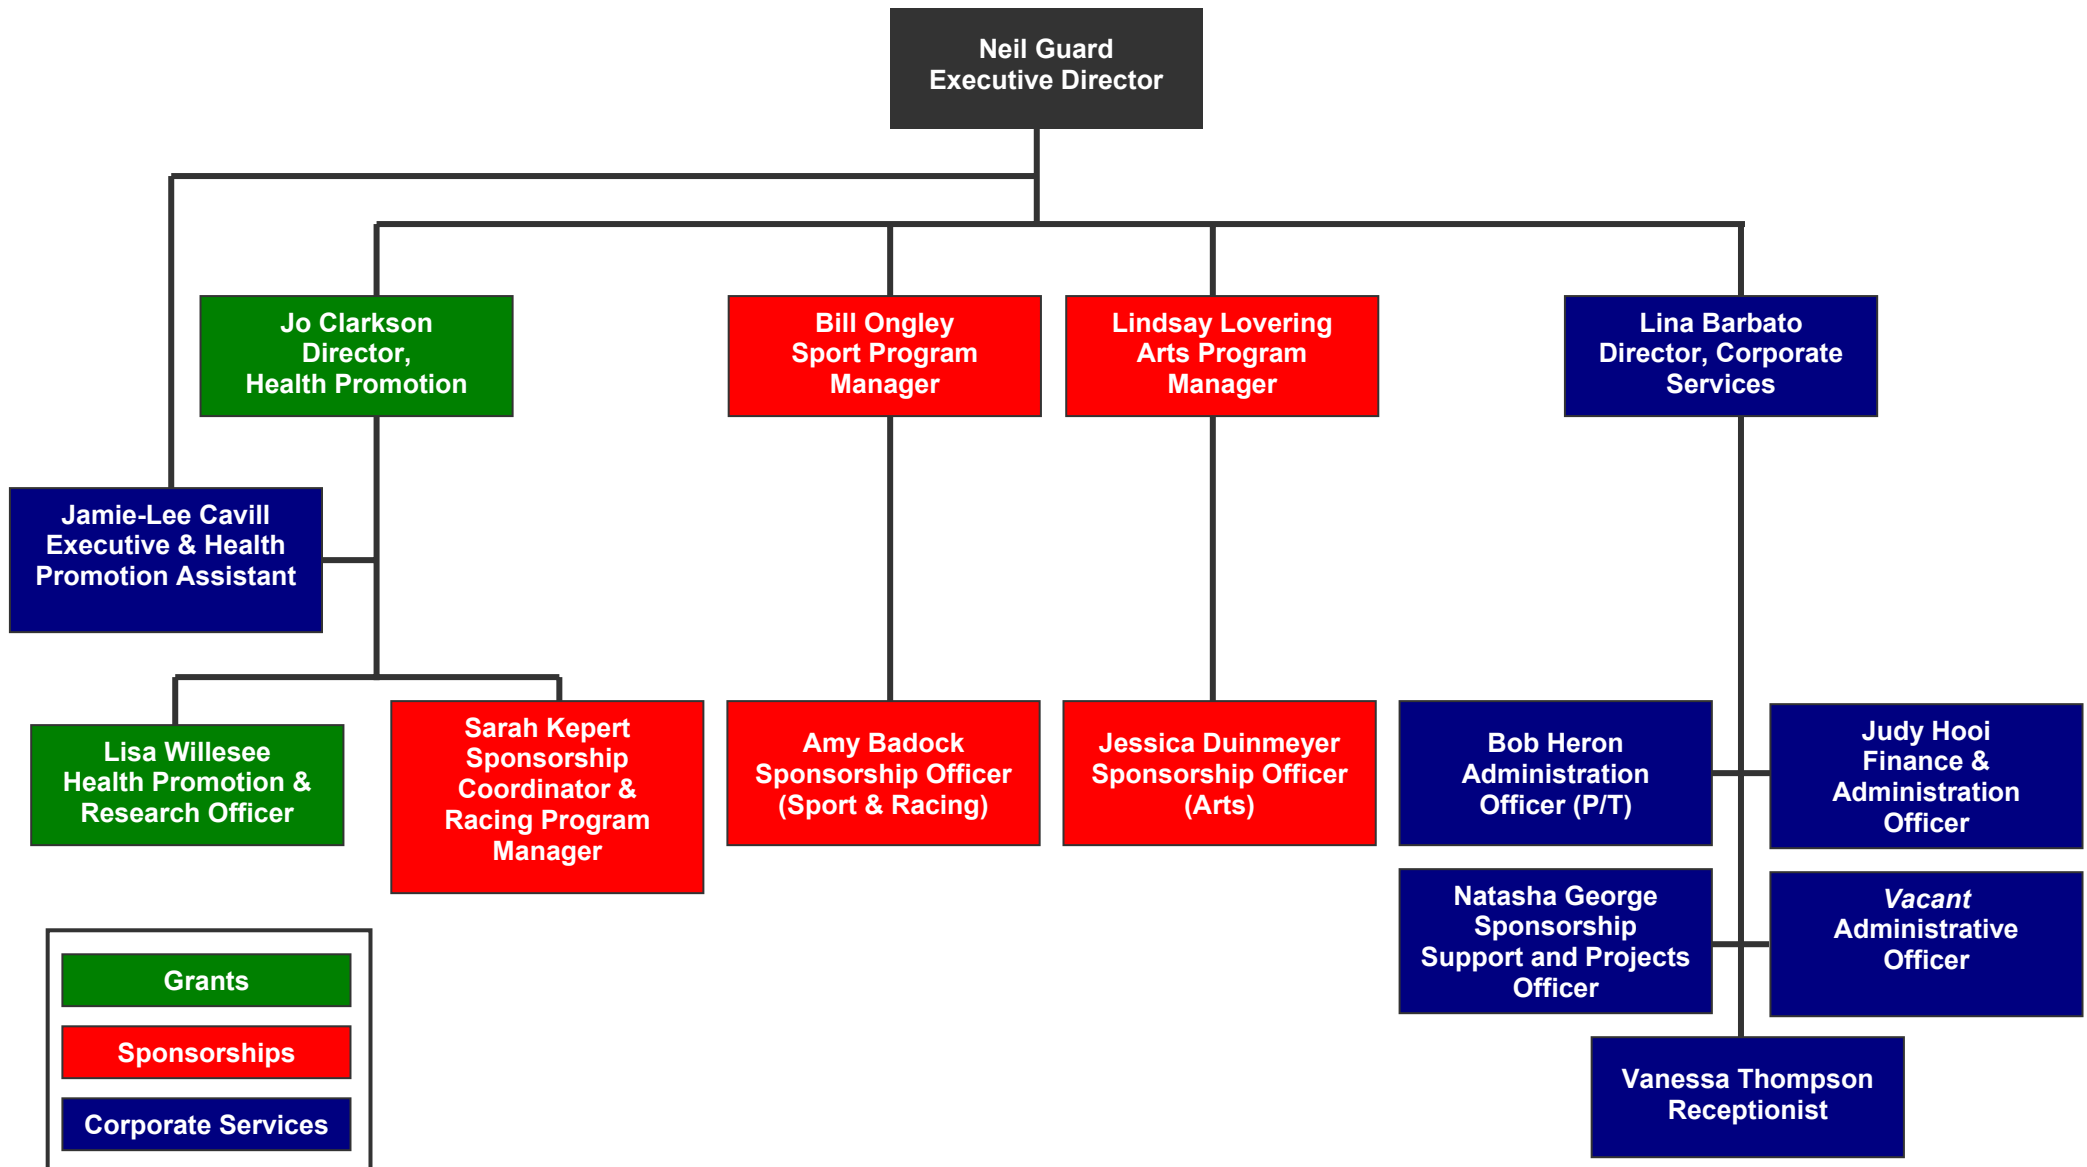 Neil Guard
Executive Director
Jo Clarkson
Director,
Health Promotion
Bill Ongley
Sport Program
Manager
Lindsay Lovering
Arts Program
Manager
Lina Barbato
Director, Corporate
Services
Jamie-Lee Cavill
Executive & Health
Promotion Assistant
Lisa Willesee
Health Promotion &
Research Officer
Sarah Kepert
Sponsorship
Coordinator &
Racing Program
Manager
Amy Badock
Sponsorship Officer
(Sport & Racing)
Jessica Duinmeyer
Sponsorship Officer
(Arts)
Bob Heron
Administration
Officer (P/T)
Judy Hooi
Finance &
Administration
Officer
Natasha George
Sponsorship
Support and Projects
Officer
Vacant
Administrative
Officer
Vanessa Thompson
Receptionist
Grants
Sponsorships
Corporate Services